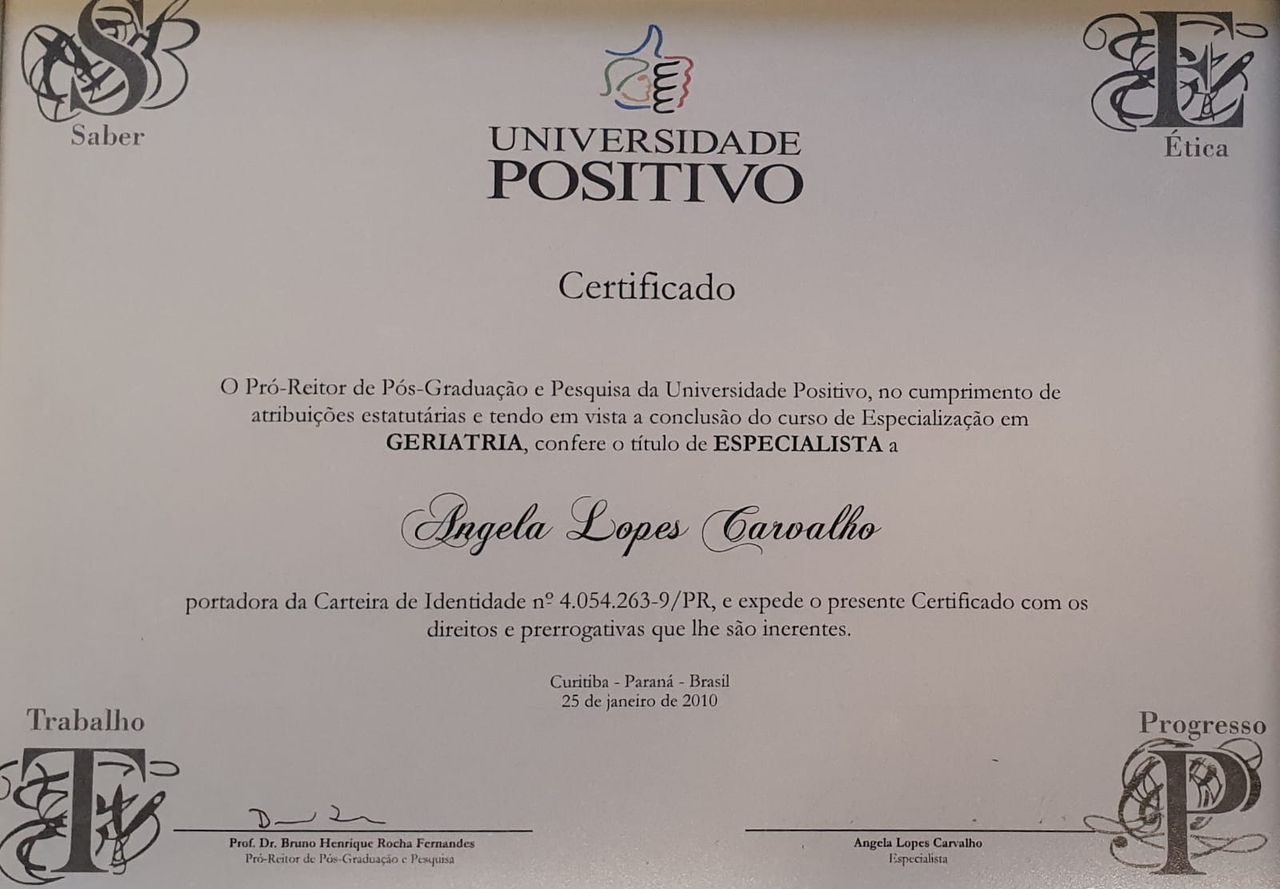 S
Saber
E
Ética
UNIVERSIDADE
POSITIVO
Certificado
O Pró-Reitor de Pós-Graduação e Pesquisa da Universidade Positivo, no cumprimento de
atribuições estatutárias e tendo em vista a conclusão do curso de Especialização em
GERIATRIA, confere o título de ESPECIALISTA a
Angela Lopes Carvalho
portadora da Carteira de Identidade nº 4.054.263-9/PR, e expede o presente Certificado com os
direitos e prerrogativas que lhe são inerentes.
Curitiba - Paraná - Brasil
25 de janeiro de 2010
Trabalho
T
Progresso
P
Prof. Dr. Bruno Henrique Rocha Fernandes
Pró-Reitor de Pós-Graduação e Pesquisa
Angela Lopes Carvalho
Especialista